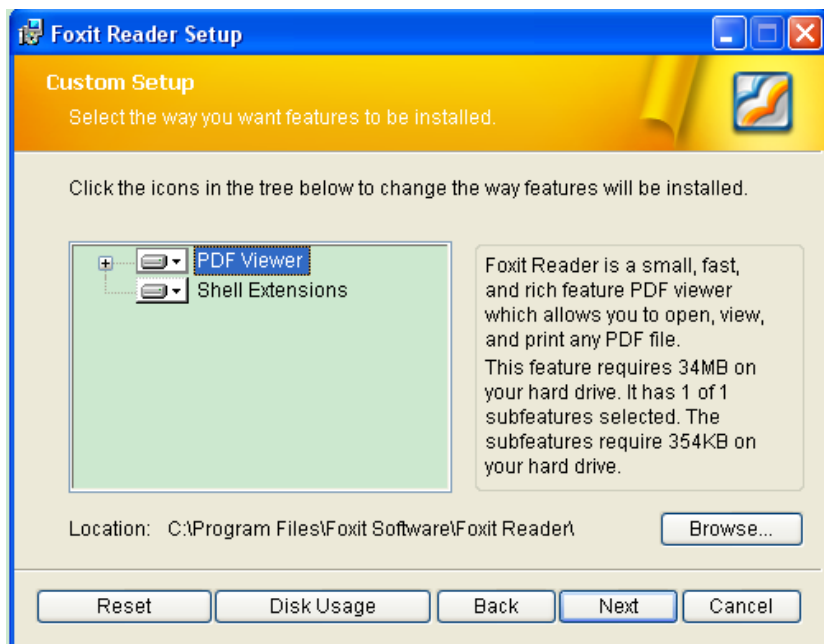 Foxit Reader Setup
Custom Setup
Select the way you want features to be installed.
Click the icons in the tree below to change the way features will be installed.
PDF Viewer
Shell Extensions
Foxit Reader is a small, fast,
and rich feature PDF viewer
which allows you to open, view,
and print any PDF file.
This feature requires 34MB on
your hard drive. It has 1 of 1
subfeatures selected. The
subfeatures require 354KB on
your hard drive.
Location: C:\Program Files\Foxit Software\Foxit Reader\
Browse...
Reset
Disk Usage
Back
Next
Cancel